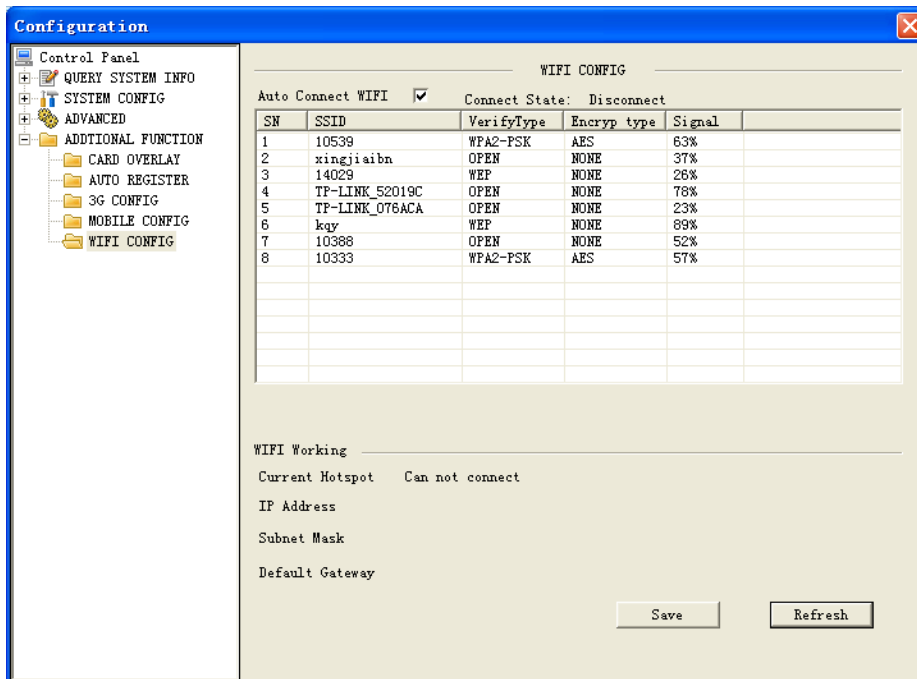 Configuration
Control Panel
QUERY SYSTEM INFO
SYSTEM CONFIG
ADVANCED
ADDTIONAL FUNCTION
CARD OVERLAY
AUTO REGISTER
3G CONFIG
MOBILE CONFIG
WIFI CONFIG
WIFI CONFIG
Auto Connect WIFI Connect State: Disconnect
SN SSID VerifyType Encryp type Signal
1 10539 WPA2-PSK AES 63%
2 xingjiaibn OPEN NONE 37%
3 14029 WEP NONE 26%
4 TP-LINK_52019C OPEN NONE 78%
5 TP-LINK_076ACA OPEN NONE 23%
6 kqy WEP NONE 89%
7 10388 OPEN NONE 52%
8 10333 WPA2-PSK AES 57%
WIFI Working
Current Hotspot Can not connect
IP Address
Subnet Mask
Default Gateway
Save Refresh